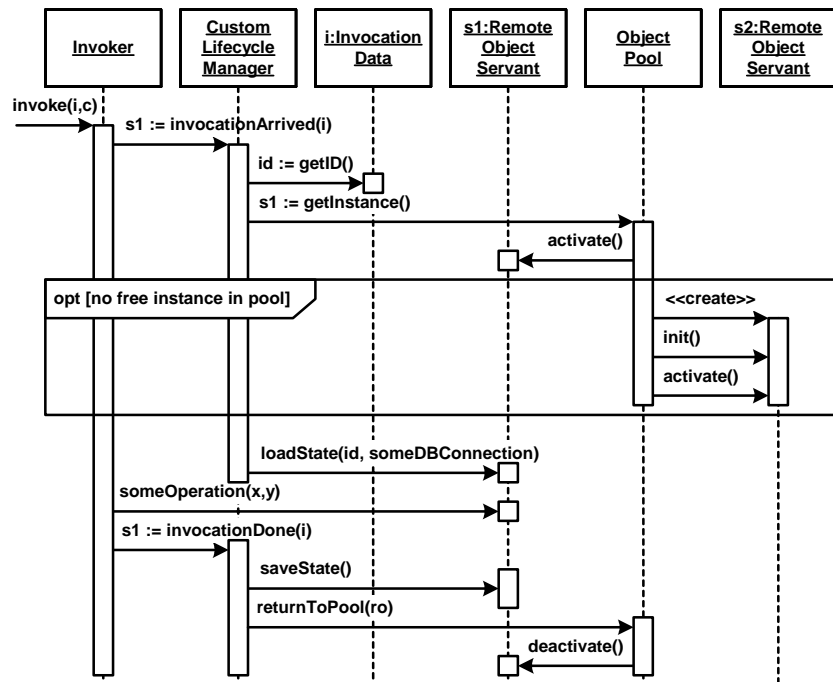 Invoker
Custom
Lifecycle
Manager
i:Invocation
Data
s1:Remote
Object
Servant
Object
Pool
s2:Remote
Object
Servant
invoke(i,c)
s1 := invocationArrived(i)
id := getID()
s1 := getInstance()
activate()
opt [no free instance in pool]
<<create>>
init()
activate()
loadState(id, someDBConnection)
someOperation(x,y)
s1 := invocationDone(i)
saveState()
returnToPool(ro)
deactivate()